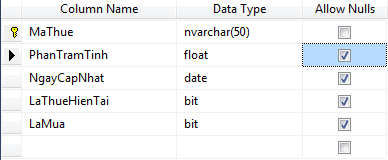 Column Name Data Type Allow Nulls
MaThue nvarchar(50)
PhanTramTinh float
NgayCapNhat date
LaThueHienTai bit
LaMua bit